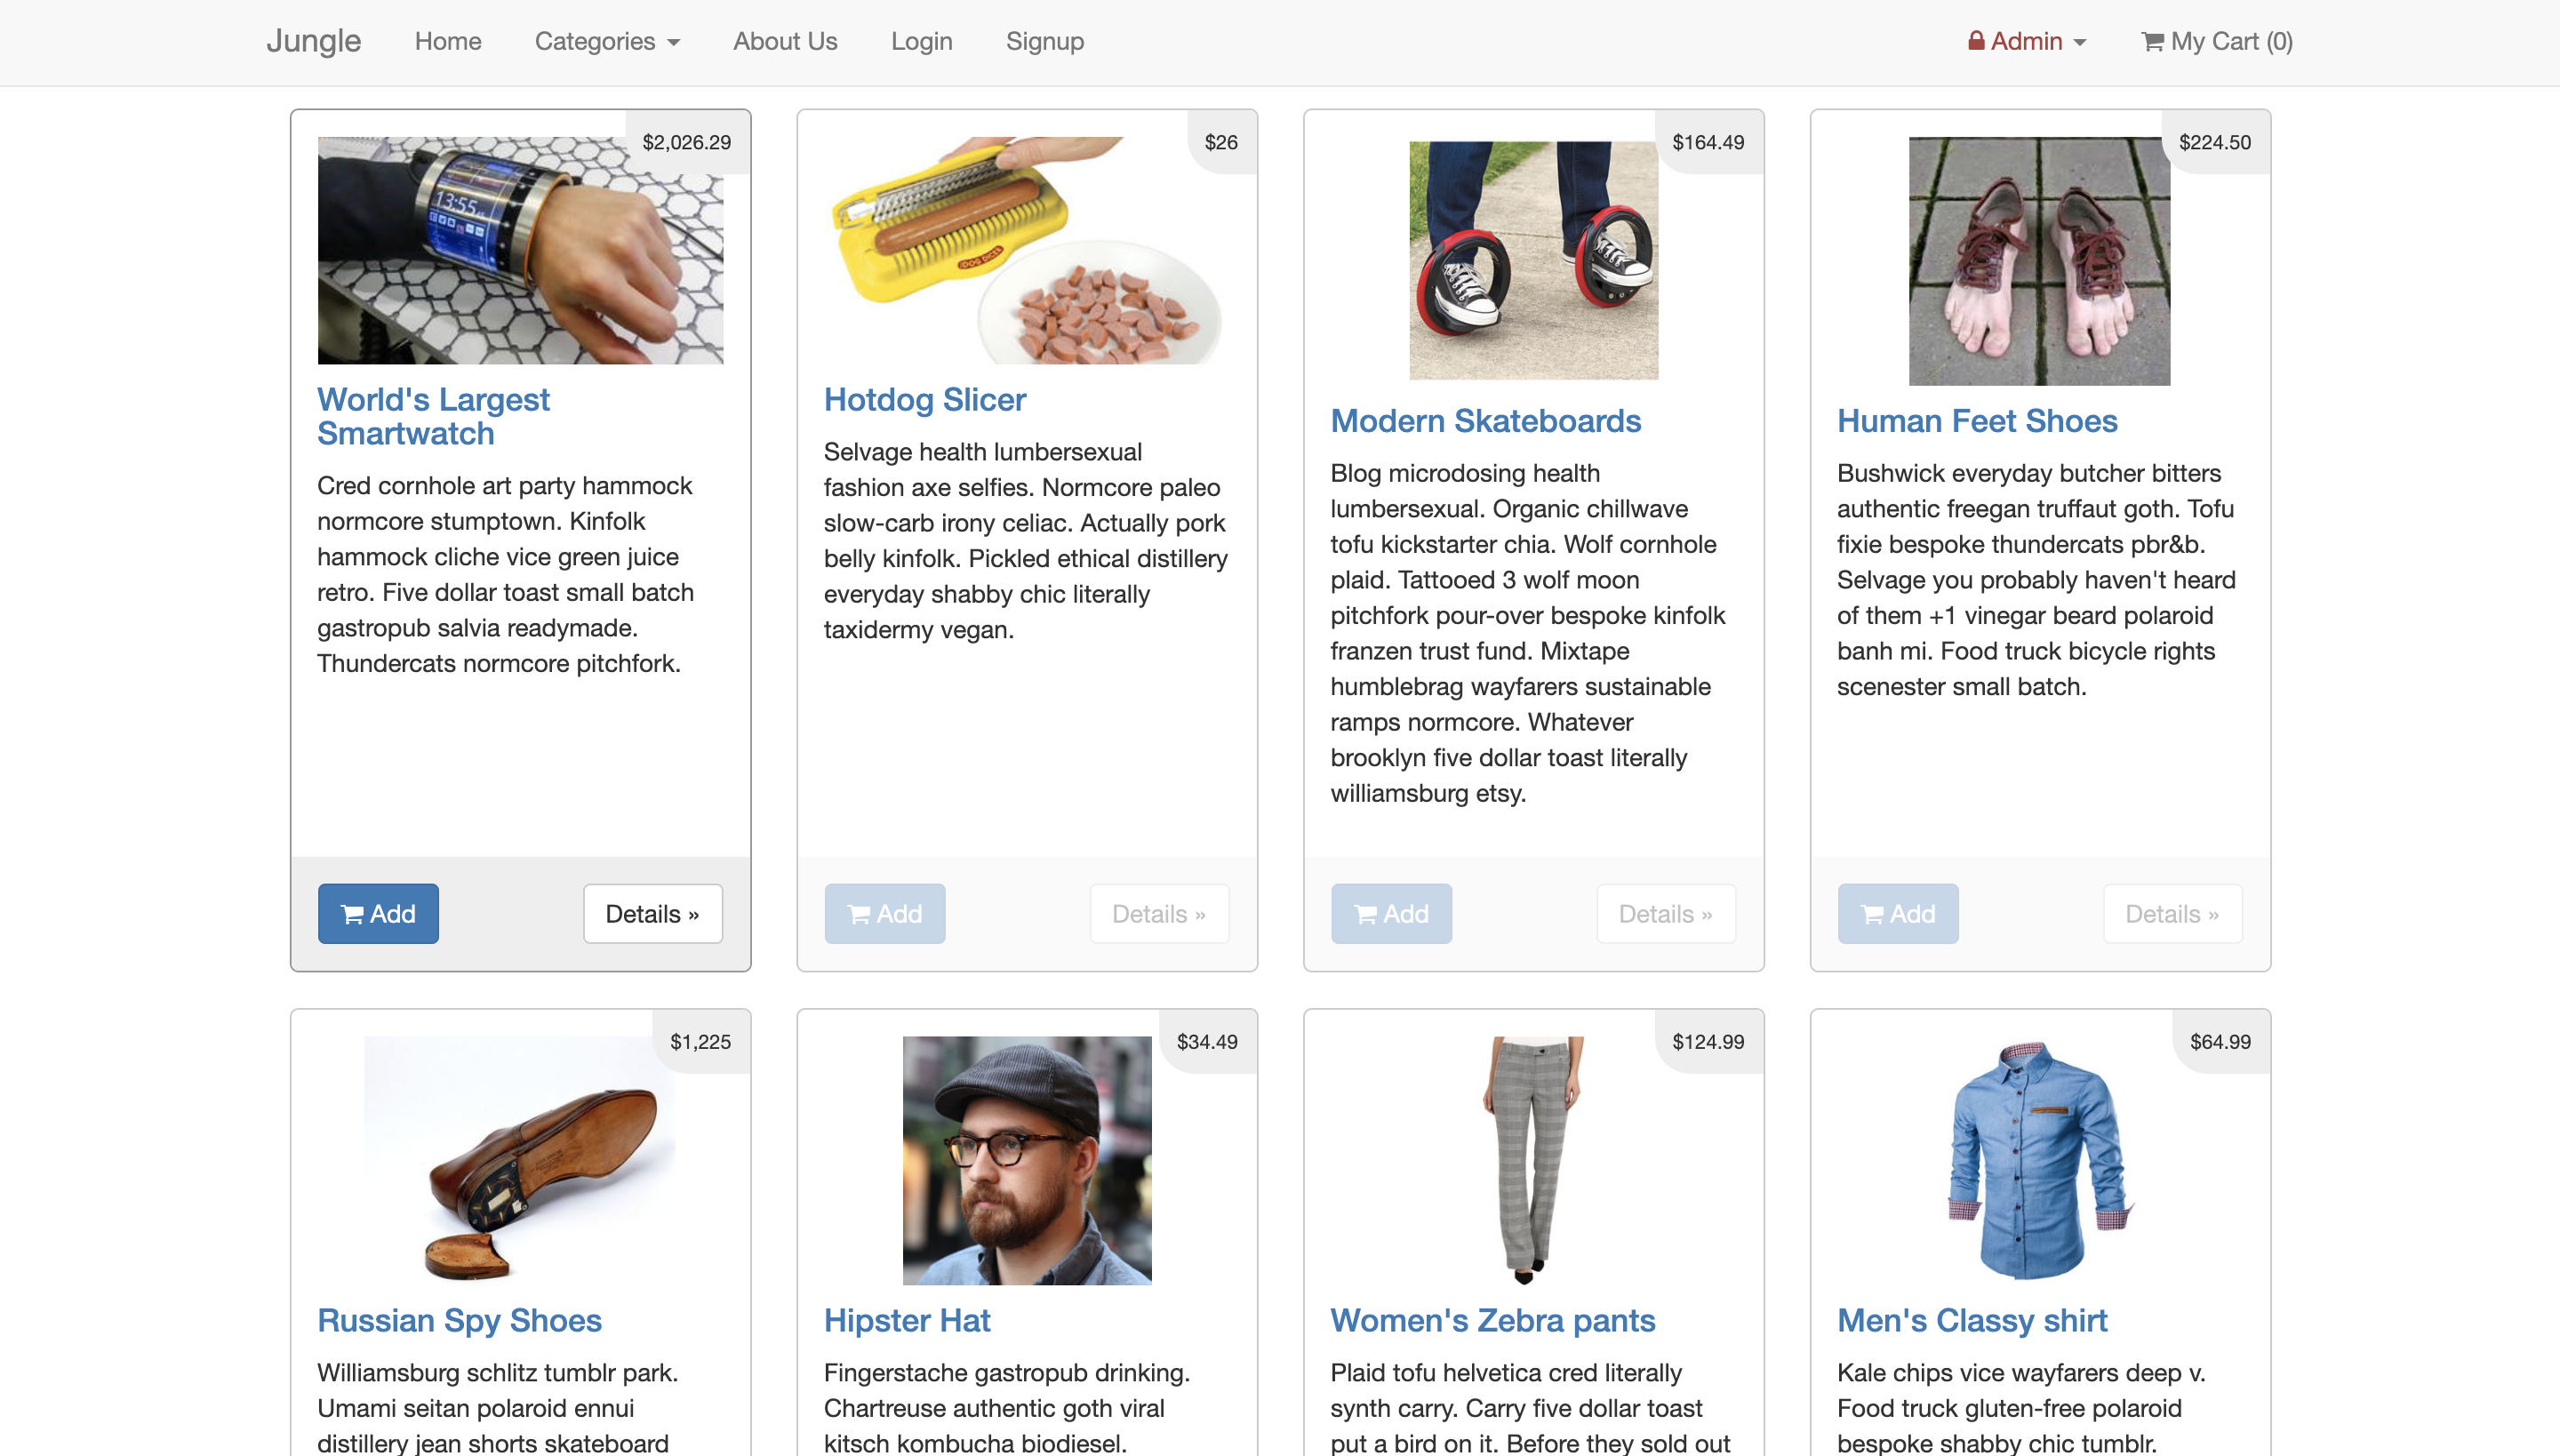 Jungle Home Categories About Us Login Signup Admin My Cart (0)
$2,026.29
13:55
World's Largest
Smartwatch
Cred cornhole art party hammock
normcore stumptown. Kinfolk
hammock cliche vice green juice
retro. Five dollar toast small batch
gastropub salvia readymade.
Thundercats normcore pitchfork.
Add Details »
$26
Hotdog Slicer
Selvage health lumbersexual
fashion axe selfies. Normcore paleo
slow-carb irony celiac. Actually pork
belly kinfolk. Pickled ethical distillery
everyday shabby chic literally
taxidermy vegan.
Add Details »
$164.49
Modern Skateboards
Blog microdosing health
lumbersexual. Organic chillwave
tofu kickstarter chia. Wolf cornhole
plaid. Tattooed 3 wolf moon
pitchfork pour-over bespoke kinfolk
franzen trust fund. Mixtape
humblebrag wayfarers sustainable
ramps normcore. Whatever
brooklyn five dollar toast literally
williamsburg etsy.
Add Details »
$224.50
Human Feet Shoes
Bushwick everyday butcher bitters
authentic freegan truffaut goth. Tofu
fixie bespoke thundercats pbr&b.
Selvage you probably haven't heard
of them +1 vinegar beard polaroid
banh mi. Food truck bicycle rights
scenester small batch.
Add Details »
$1,225
Russian Spy Shoes
Williamsburg schlitz tumblr park.
Umami seitan polaroid ennui
distillery jean shorts skateboard
$34.49
Hipster Hat
Fingerstache gastropub drinking.
Chartreuse authentic goth viral
kitsch kombucha biodiesel.
$124.99
Women's Zebra pants
Plaid tofu helvetica cred literally
synth carry. Carry five dollar toast
put a bird on it. Before they sold out
$64.99
Men's Classy shirt
Kale chips vice wayfarers deep v.
Food truck gluten-free polaroid
bespoke shabby chic tumblr.